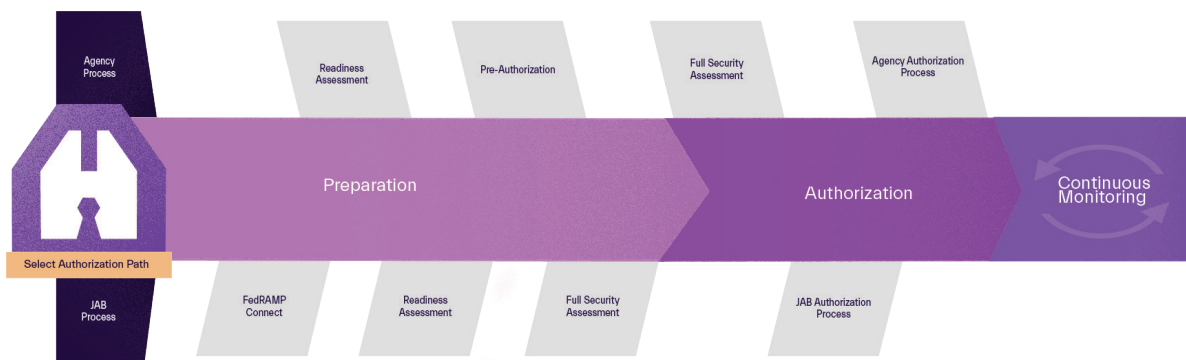 Agency
Process
Readiness
Assessment
Pre-Authorization
Full Security
Assessment
Agency Authorization
Process
Preparation
Authorization
Continuous
Monitoring
Select Authorization Path
JAB
Process
FedRAMP
Connect
Readiness
Assessment
Full Security
Assessment
JAB Authorization
Process